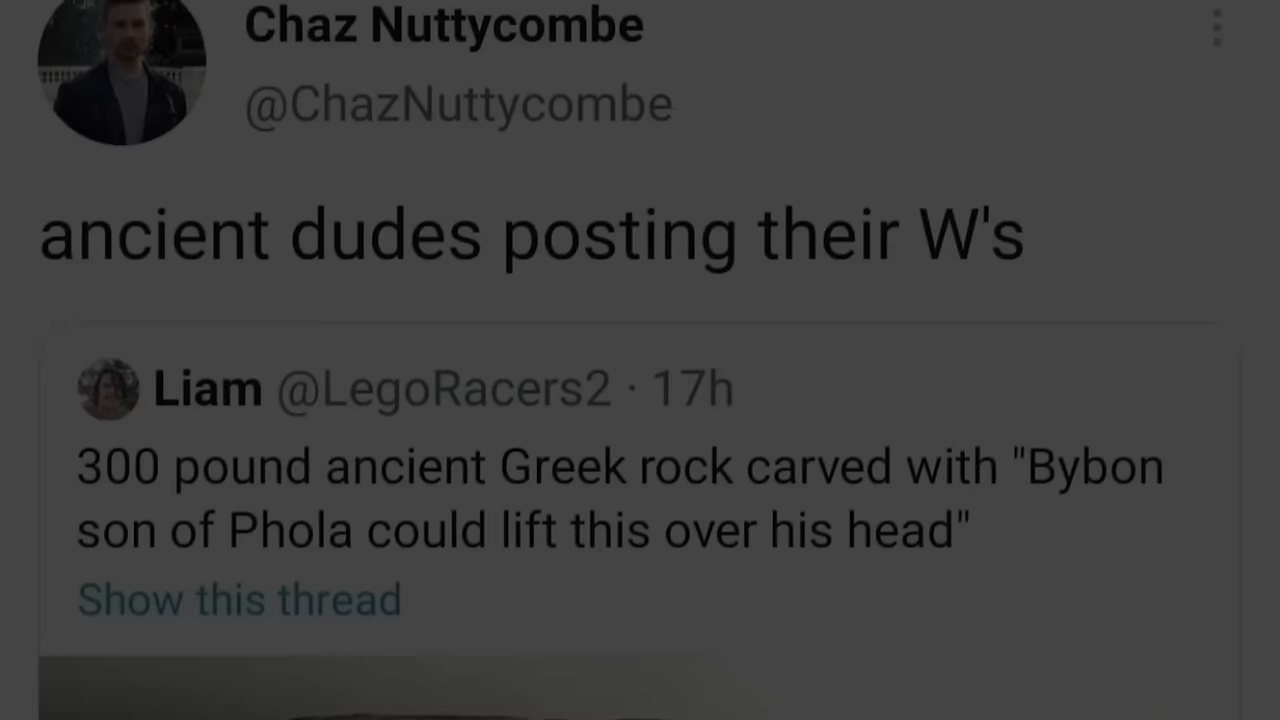 Chaz Nuttycombe
@ChazNuttycombe
ancient dudes posting their W's
Liam @LegoRacers2 · 17h
300 pound ancient Greek rock carved with "Bybon
son of Phola could lift this over his head"
Show this thread